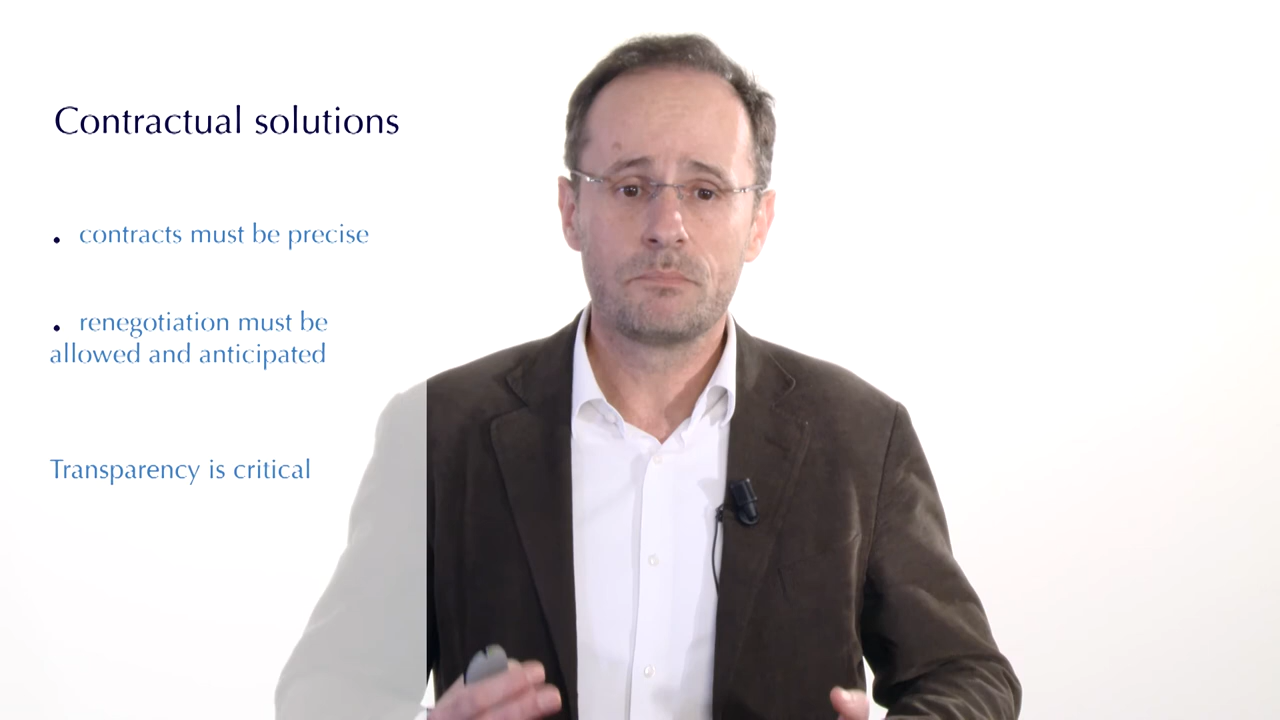 Contractual solutions
• contracts must be precise
• renegotiation must be
allowed and anticipated
Transparency is critical